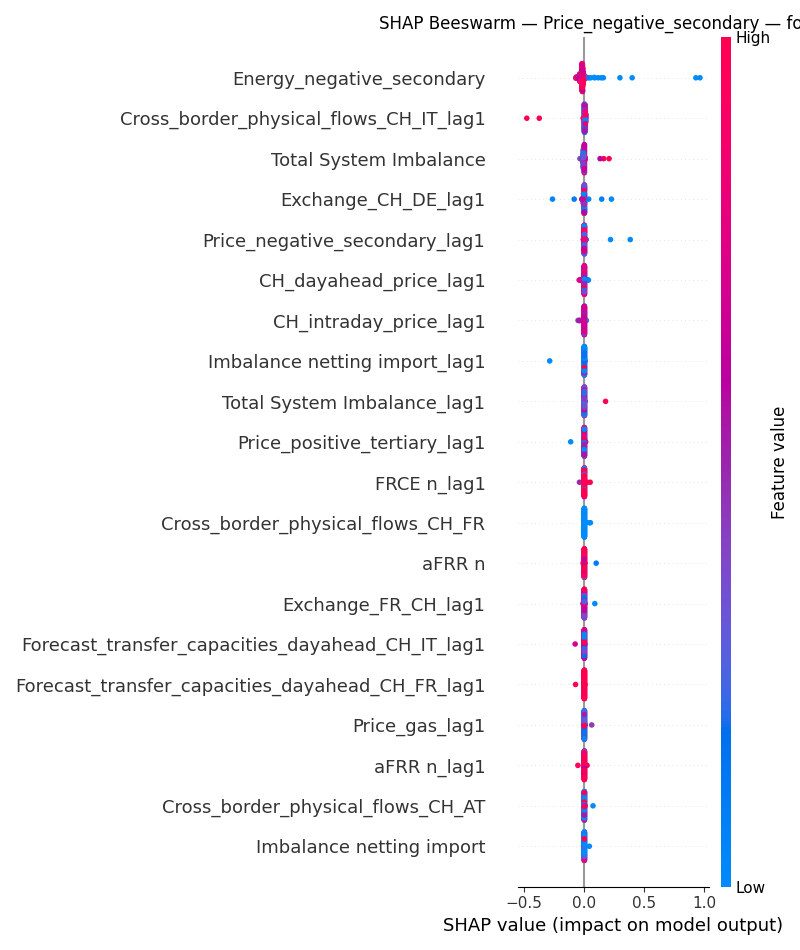 SHAP Beeswarm — Price_negative_secondary — fo
High
Energy_negative_secondary
Cross_border_physical_flows_CH_IT_lag1
Total System Imbalance
Exchange_CH_DE_lag1
Price_negative_secondary_lag1
CH_dayahead_price_lag1
CH_intraday_price_lag1
Imbalance netting import_lag1
Total System Imbalance_lag1
Price_positive_tertiary_lag1
FRCE n_lag1
Cross_border_physical_flows_CH_FR
aFRR n
Exchange_FR_CH_lag1
Forecast_transfer_capacities_dayahead_CH_IT_lag1
Forecast_transfer_capacities_dayahead_CH_FR_lag1
Price_gas_lag1
aFRR n_lag1
Cross_border_physical_flows_CH_AT
Imbalance netting import
Feature value
Low
−0.5 0.0 0.5 1.0
SHAP value (impact on model output)